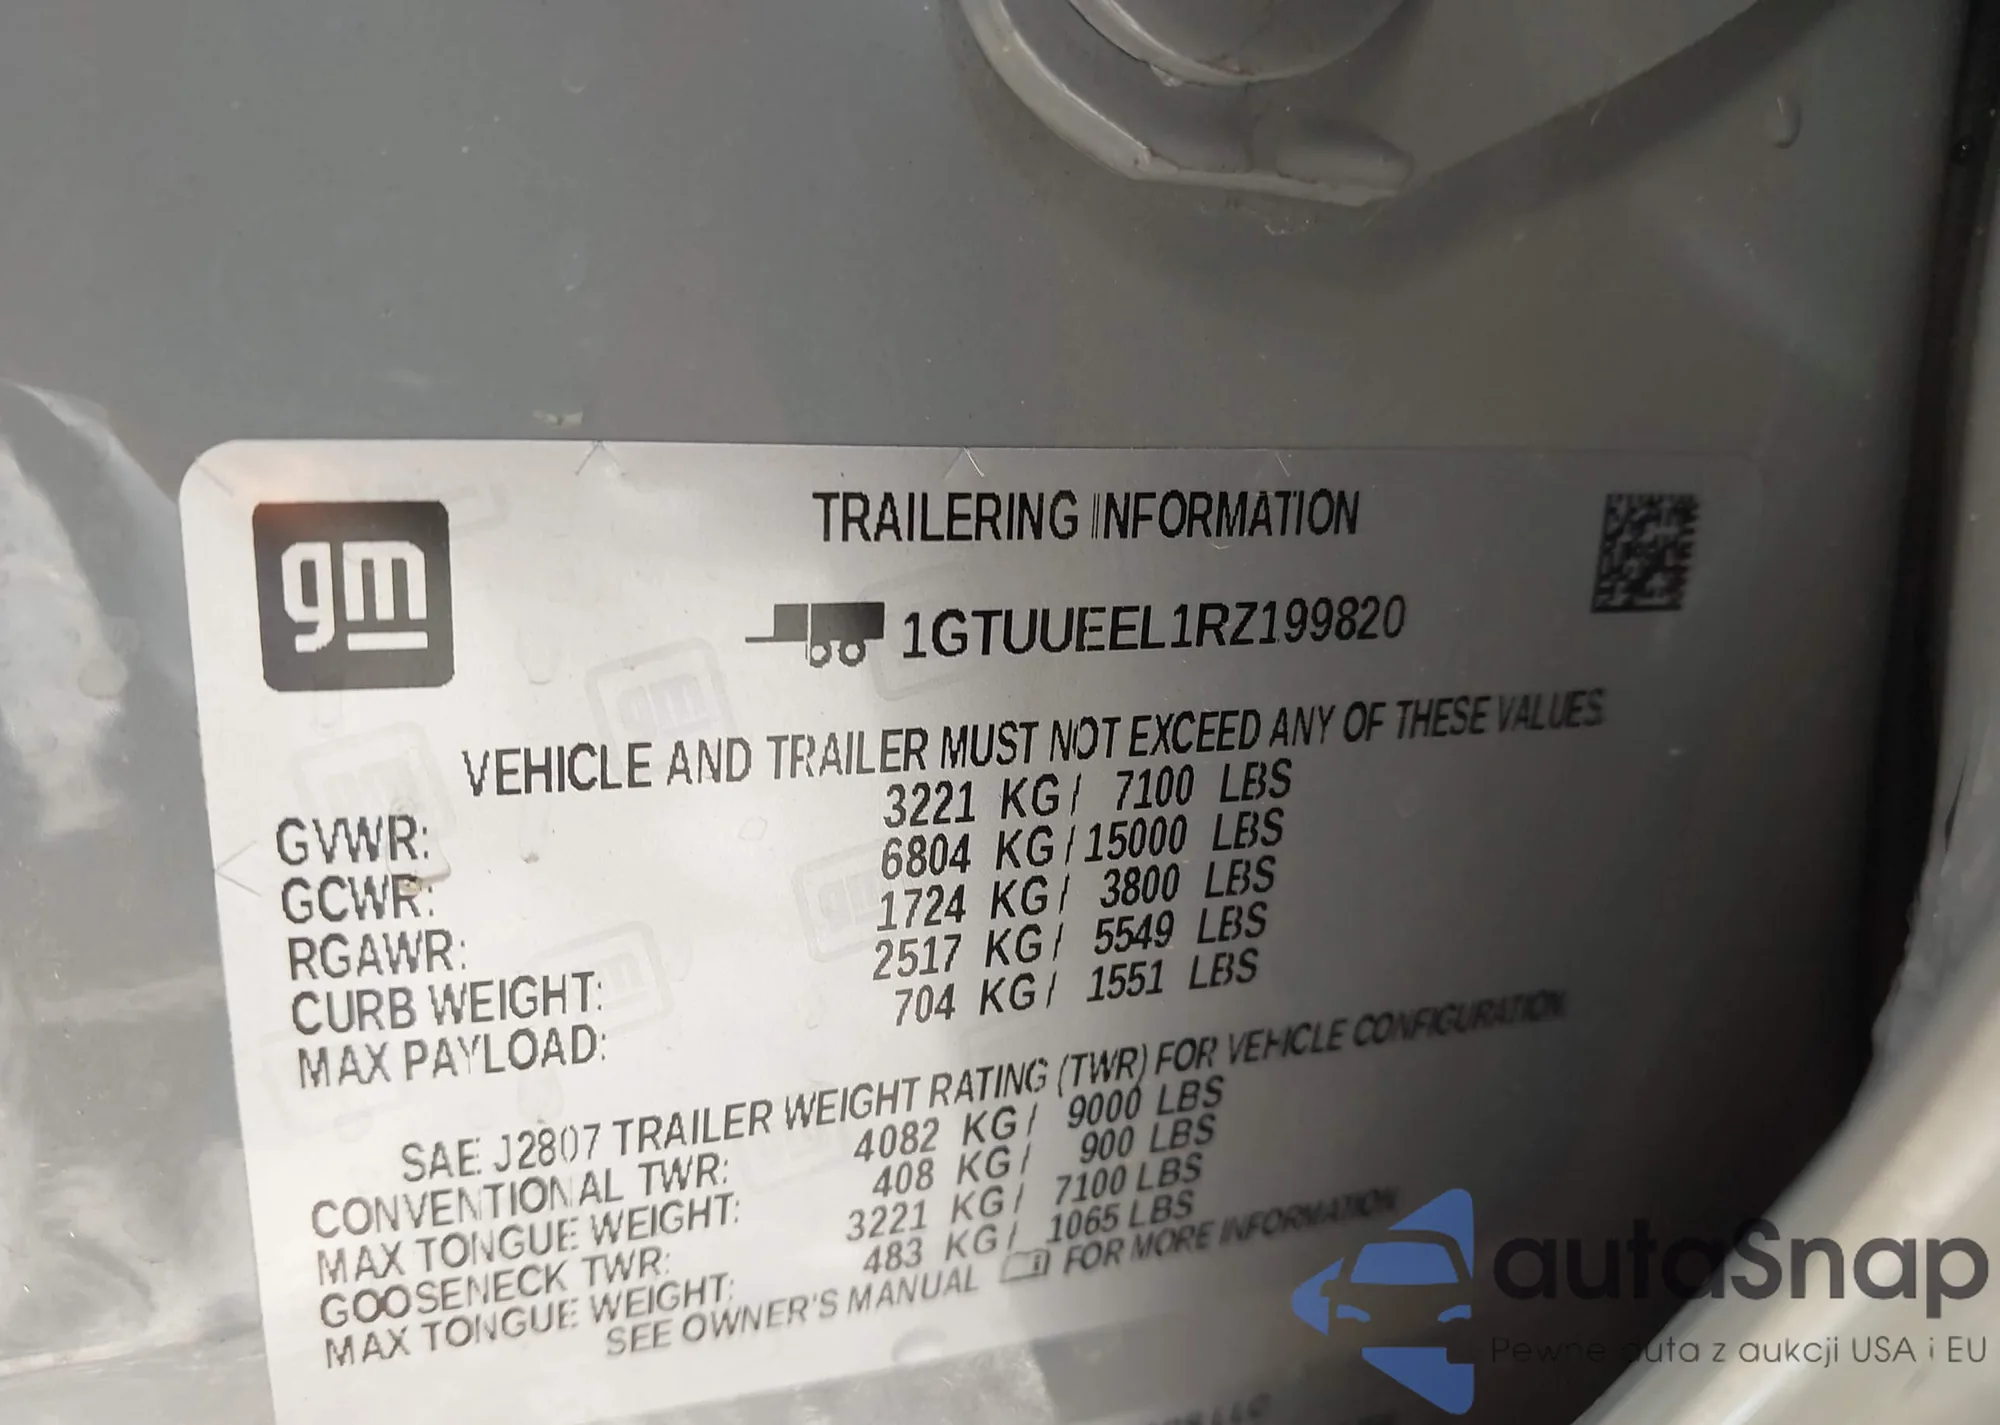 gm
TRAILERING INFORMATION
1GTUUEEL1RZ199820
VEHICLE AND TRAILER MUST NOT EXCEED ANY OF THESE VALUES
GVWR: 3221 KG / 7100 LBS
GCWR: 6804 KG / 15000 LBS
RGAWR: 1724 KG / 3800 LBS
CURB WEIGHT: 2517 KG / 5549 LBS
MAX PAYLOAD: 704 KG / 1551 LBS
SAE J2807 TRAILER WEIGHT RATING (TWR) FOR VEHICLE CONFIGURATION
CONVENTIONAL TWR: 4082 KG / 9000 LBS
MAX TONGUE WEIGHT: 408 KG / 900 LBS
GOOSENECK TWR: 3221 KG / 7100 LBS
MAX TONGUE WEIGHT: 483 KG / 1065 LBS
SEE OWNER'S MANUAL FOR MORE INFORMATION
autaSnap
Pewne auta z aukcji USA i EU